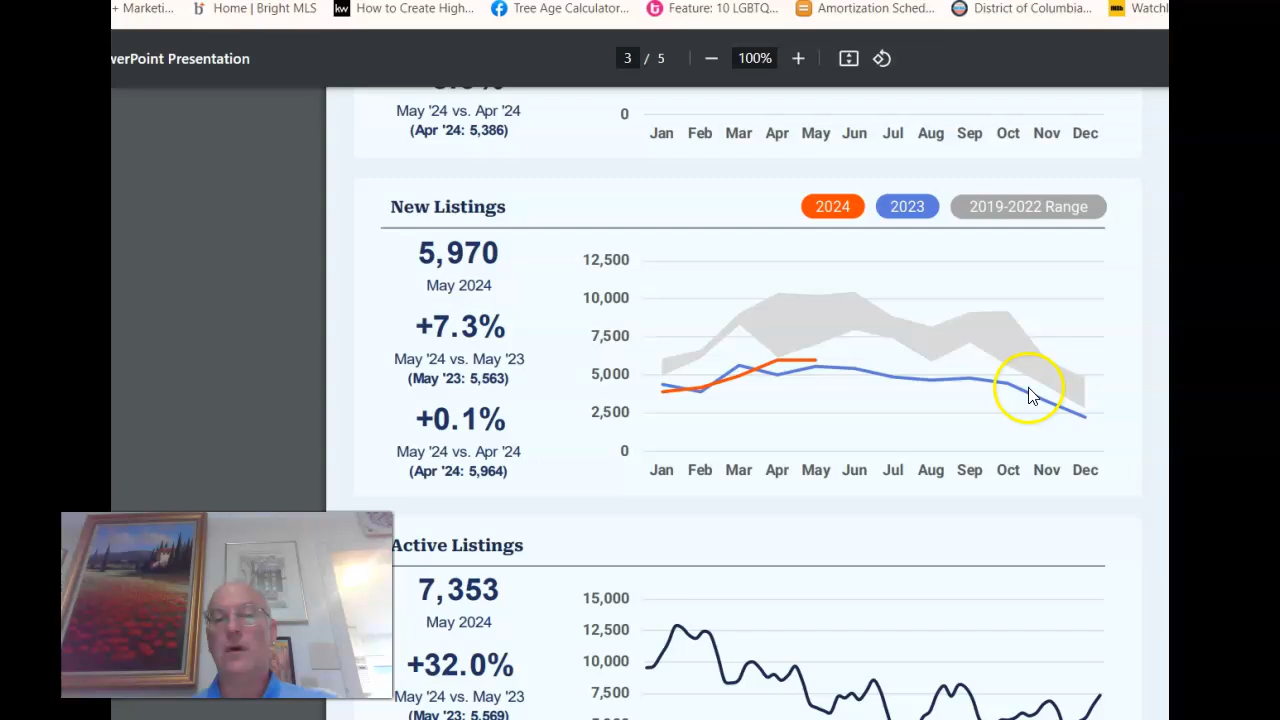 + Marketi... Home | Bright MLS kw How to Create High... Tree Age Calculator... Feature: 10 LGBTQ... Amortization Sched... District of Columbia... Watchl
werPoint Presentation 3 / 5 100%
May '24 vs. Apr '24
(Apr '24: 5,386)
0
Jan Feb Mar Apr May Jun Jul Aug Sep Oct Nov Dec
New Listings 2024 2023 2019-2022 Range
5,970
May 2024
+7.3%
May '24 vs. May '23
(May '23: 5,563)
+0.1%
May '24 vs. Apr '24
(Apr '24: 5,964)
12,500
10,000
7,500
5,000
2,500
0
Jan Feb Mar Apr May Jun Jul Aug Sep Oct Nov Dec
Active Listings
7,353
May 2024
+32.0%
May '24 vs. May '23
(May '23: 5,569)
15,000
12,500
10,000
7,500